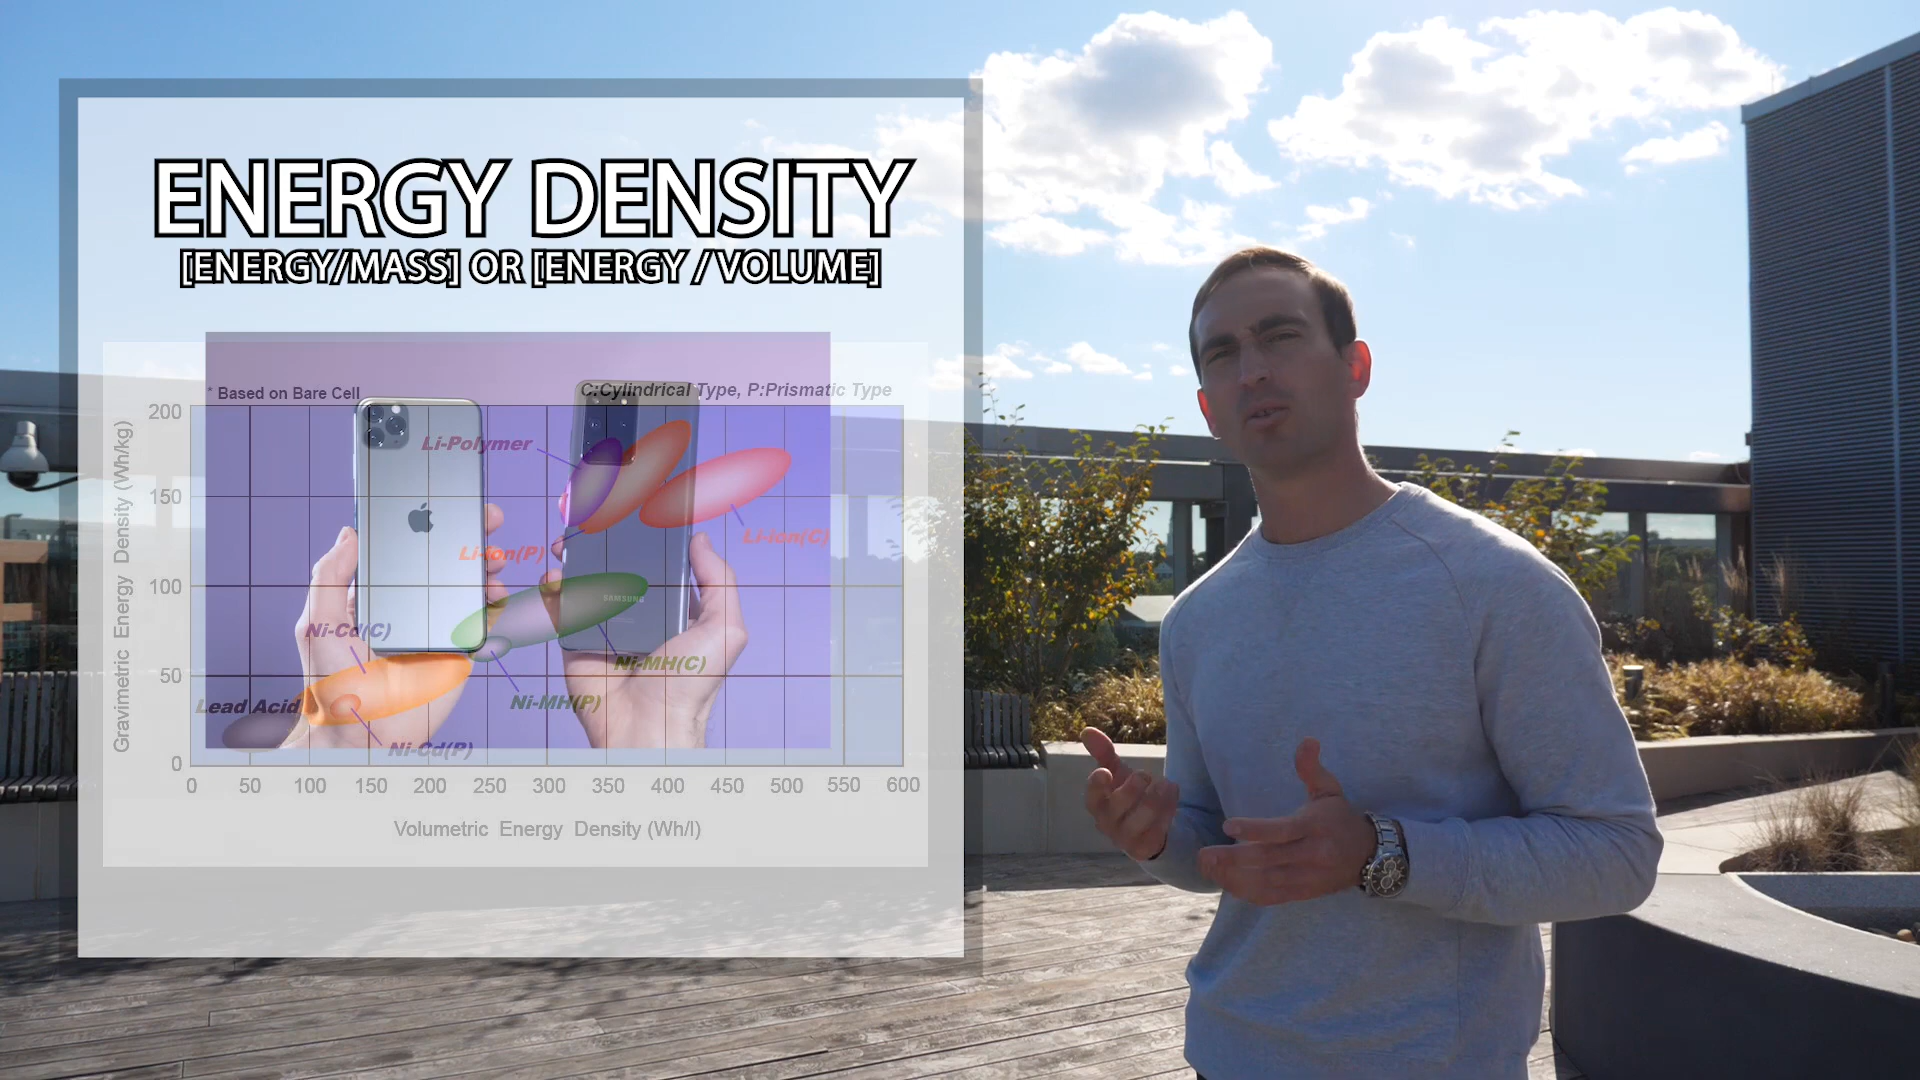 ENERGY DENSITY
[ENERGY/MASS] OR [ENERGY / VOLUME]
* Based on Bare Cell
C:Cylindrical Type, P:Prismatic Type
Gravimetric Energy Density (Wh/kg)
200
150
100
50
0
Li-Polymer
Li-Ion(C)
Li-Ion(P)
SAMSUNG
Ni-Cd(C)
Ni-MH(C)
Ni-MH(P)
Lead Acid
Ni-Cd(P)
0 50 100 150 200 250 300 350 400 450 500 550 600
Volumetric Energy Density (Wh/l)